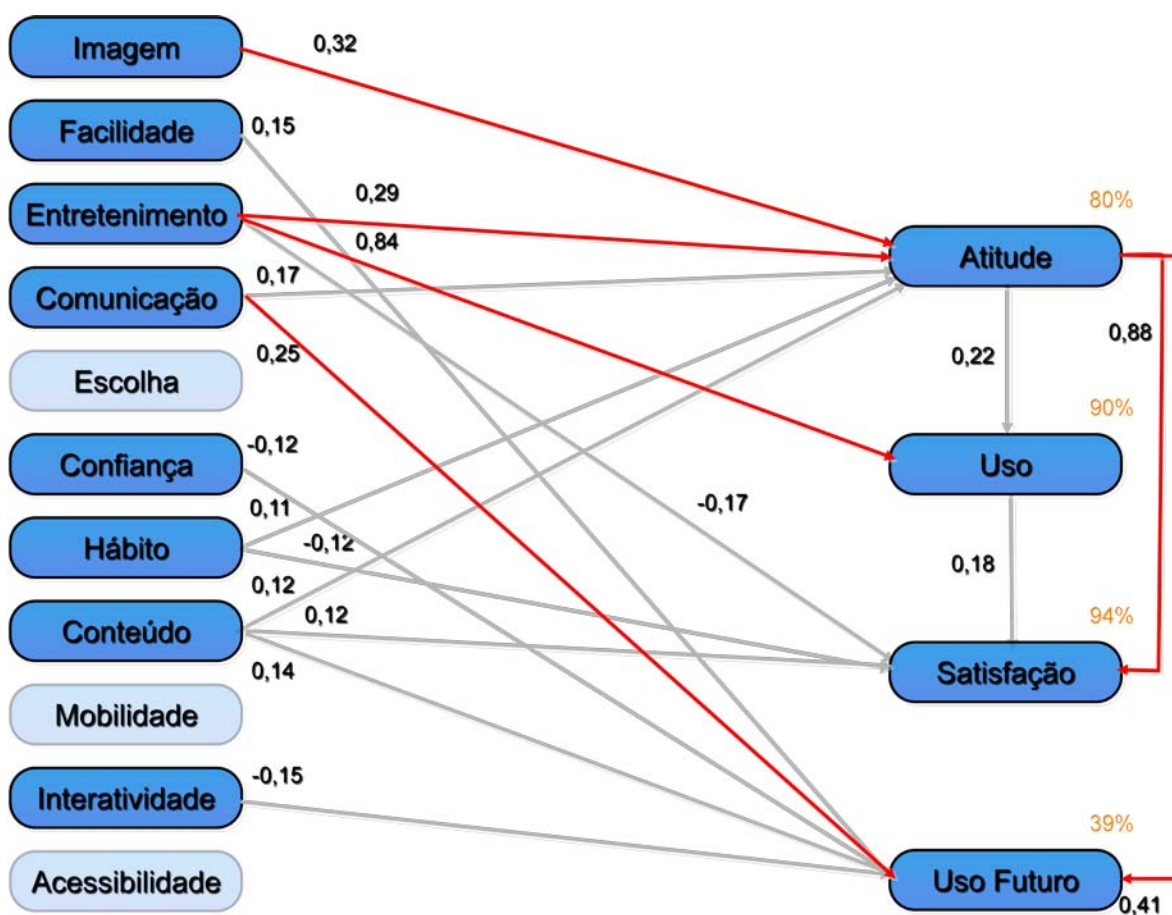 Imagem
0,32
Facilidade
0,15
Entretenimento
0,29
0,84
80%
Atitude
Comunicação
0,17
0,25
0,88
0,22
Escolha
90%
Confiança
-0,12
Uso
0,11
-0,17
Hábito
-0,12
0,18
0,12
0,12
94%
Conteúdo
0,14
Satisfação
Mobilidade
-0,15
Interatividade
39%
Acessibilidade
Uso Futuro
0,41